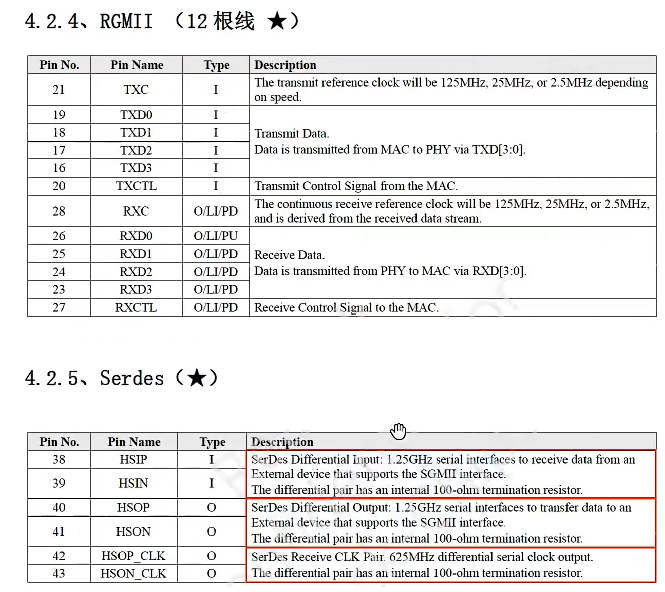 4.2.4、RGMII （12 根线 ★）
Pin No. Pin Name Type Description
21 TXC I The transmit reference clock will be 125MHz, 25MHz, or 2.5MHz depending
on speed.
19 TXD0 I
18 TXD1 I Transmit Data.
17 TXD2 I Data is transmitted from MAC to PHY via TXD[3:0].
16 TXD3 I
20 TXCTL I Transmit Control Signal from the MAC.
28 RXC O/LI/PD The continuous receive reference clock will be 125MHz, 25MHz, or 2.5MHz,
and is derived from the received data stream.
26 RXD0 O/LI/PU
25 RXD1 O/LI/PD Receive Data.
24 RXD2 O/LI/PD Data is transmitted from PHY to MAC via RXD[3:0].
23 RXD3 O/LI/PD
27 RXCTL O/LI/PD Receive Control Signal to the MAC.
4.2.5、Serdes（★）
Pin No. Pin Name Type Description
38 HSIP I SerDes Differential Input: 1.25GHz serial interfaces to receive data from an
External device that supports the SGMII interface.
39 HSIN I The differential pair has an internal 100-ohm termination resistor.
40 HSOP O SerDes Differential Output: 1.25GHz serial interfaces to transfer data to an
External device that supports the SGMII interface.
41 HSON O The differential pair has an internal 100-ohm termination resistor.
42 HSOP_CLK O SerDes Receive CLK Pair. 625MHz differential serial clock output.
43 HSON_CLK O The differential pair has an internal 100-ohm termination resistor.